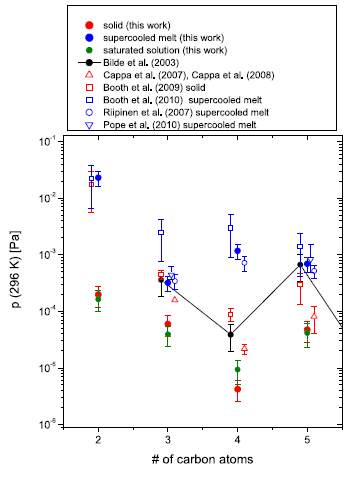 solid (this work)
supercooled melt (this work)
saturated solution (this work)
Bilde et al. (2003)
Cappa et al. (2007), Cappa et al. (2008)
Booth et al. (2009) solid
Booth et al. (2010) supercooled melt
Riipinen et al. (2007) supercooled melt
Pope et al. (2010) supercooled melt
10⁻¹
10⁻²
10⁻³
10⁻⁴
10⁻⁵
10⁻⁶
p (296 K) [Pa]
2 3 4 5
# of carbon atoms